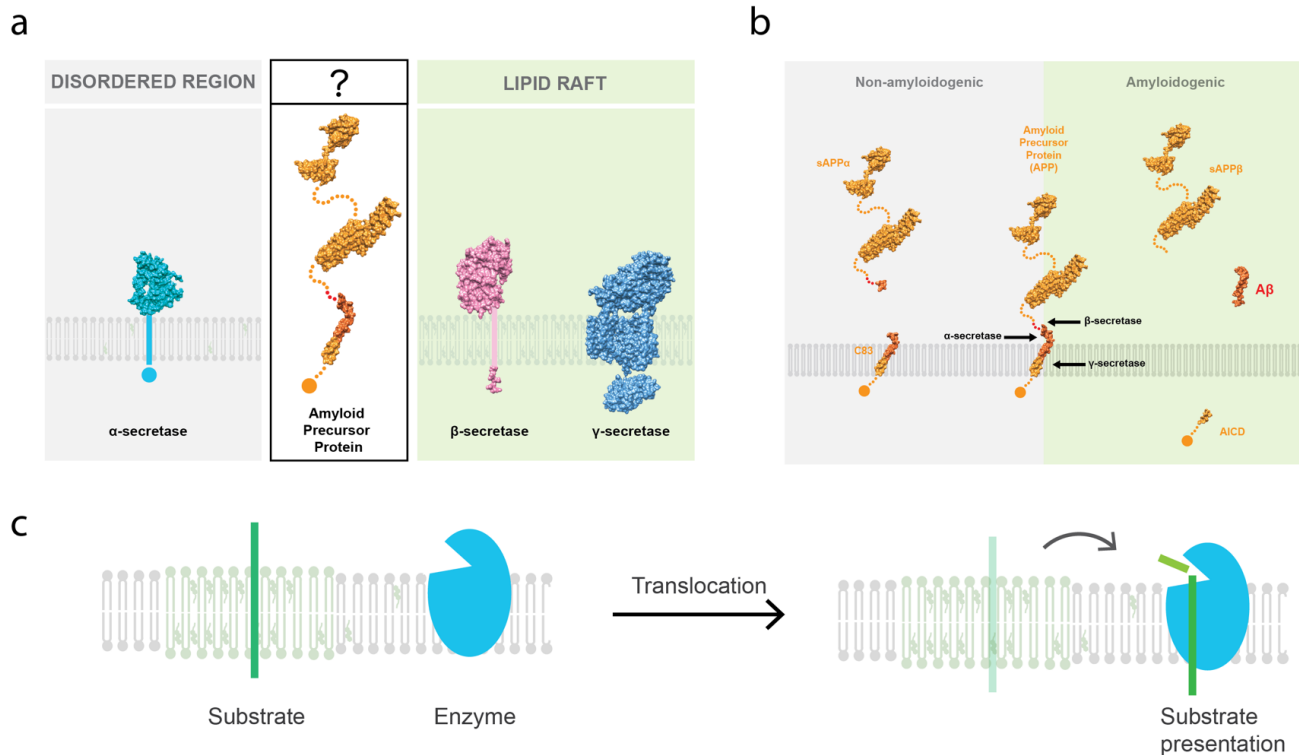 a
DISORDERED REGION
?
LIPID RAFT
α-secretase
Amyloid
Precursor
Protein
β-secretase
γ-secretase
b
Non-amyloidogenic
Amyloidogenic
sAPPα
Amyloid
Precursor
Protein
(APP)
sAPPβ
Aβ
β-secretase
α-secretase
C83
γ-secretase
AICD
c
Substrate
Enzyme
Translocation
Substrate
presentation